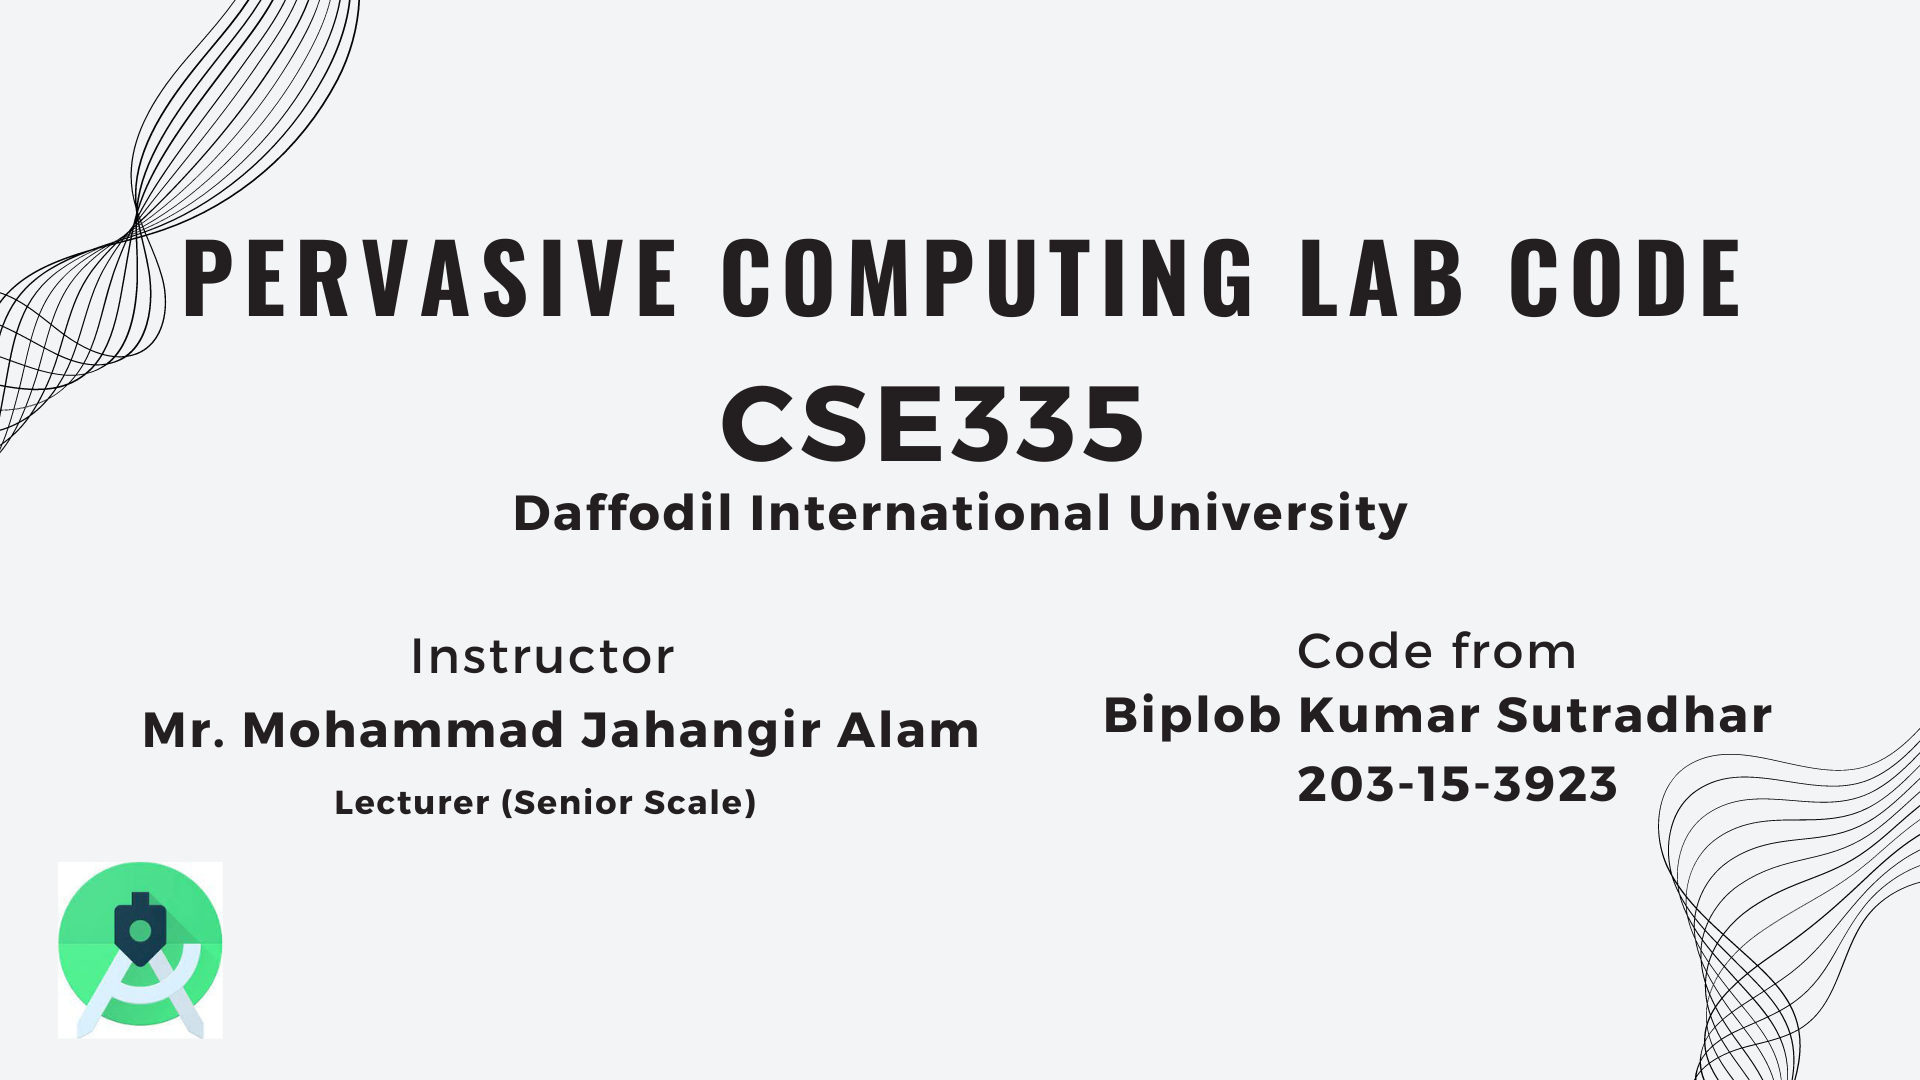 PERVASIVE COMPUTING LAB CODE
CSE335
Daffodil International University
Instructor
Mr. Mohammad Jahangir Alam
Lecturer (Senior Scale)
Code from
Biplob Kumar Sutradhar
203-15-3923